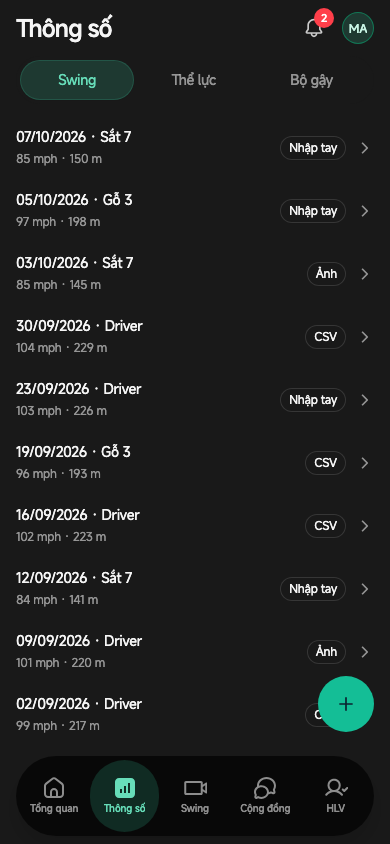 Thông số
2
MA
Swing
Thể lực
Bộ gậy
07/10/2026 · Sắt 7
85 mph · 150 m
Nhập tay
05/10/2026 · Gỗ 3
97 mph · 198 m
Nhập tay
03/10/2026 · Sắt 7
85 mph · 145 m
Ảnh
30/09/2026 · Driver
104 mph · 229 m
CSV
23/09/2026 · Driver
103 mph · 226 m
Nhập tay
19/09/2026 · Gỗ 3
96 mph · 193 m
CSV
16/09/2026 · Driver
102 mph · 223 m
CSV
12/09/2026 · Sắt 7
84 mph · 141 m
Nhập tay
09/09/2026 · Driver
101 mph · 220 m
Ảnh
02/09/2026 · Driver
99 mph · 217 m
Tổng quan
Thông số
Swing
Cộng đồng
HLV